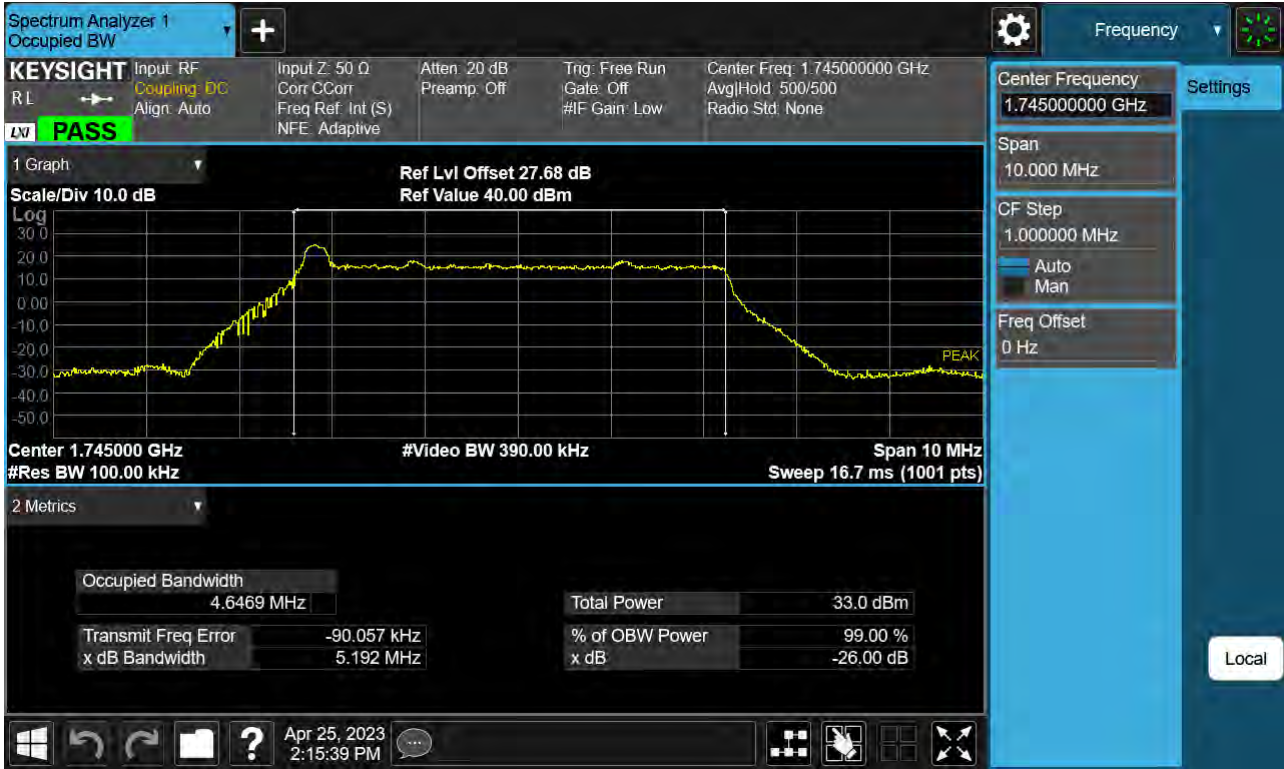 Spectrum Analyzer 1
Occupied BW
Frequency
KEYSIGHT
R L
LXI
PASS
Input: RF
Coupling: DC
Align: Auto
Input Z: 50 Ω
Corr CCorr
Freq Ref: Int (S)
NFE: Adaptive
Atten: 20 dB
Preamp: Off
Trig: Free Run
Gate: Off
#IF Gain: Low
Center Freq: 1.745000000 GHz
Avg|Hold: 500/500
Radio Std: None
1 Graph
Scale/Div 10.0 dB
Ref Lvl Offset 27.68 dB
Ref Value 40.00 dBm
Log
30.0
20.0
10.0
0.00
-10.0
-20.0
-30.0
-40.0
-50.0
PEAK
Center 1.745000 GHz
#Video BW 390.00 kHz
Span 10 MHz
#Res BW 100.00 kHz
Sweep 16.7 ms (1001 pts)
2 Metrics
Occupied Bandwidth
4.6469 MHz
Total Power 33.0 dBm
Transmit Freq Error -90.057 kHz
% of OBW Power 99.00 %
x dB Bandwidth 5.192 MHz
x dB -26.00 dB
Center Frequency
1.745000000 GHz
Span
10.000 MHz
CF Step
1.000000 MHz
Auto
Man
Freq Offset
0 Hz
Settings
Local
?
Apr 25, 2023
2:15:39 PM